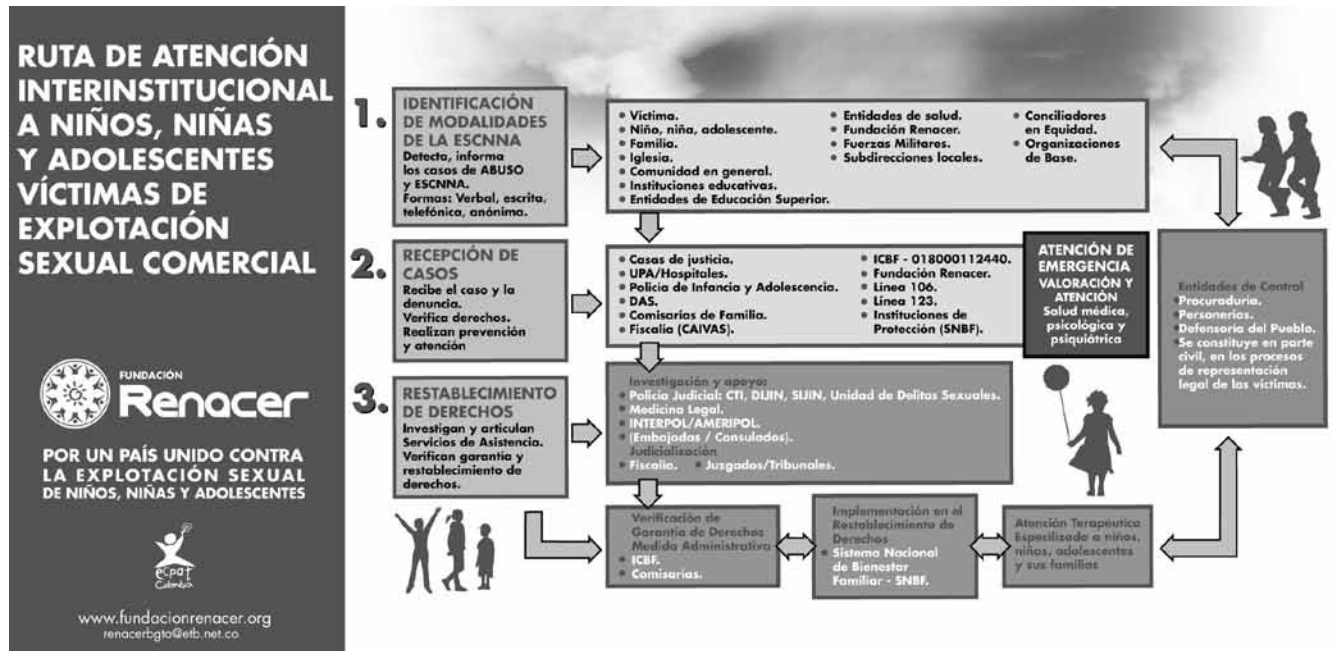 RUTA DE ATENCIÓN
INTERINSTITUCIONAL
A NIÑOS, NIÑAS
Y ADOLESCENTES
VÍCTIMAS DE
EXPLOTACIÓN
SEXUAL COMERCIAL
FUNDACIÓN
Renacer
POR UN PAÍS UNIDO CONTRA
LA EXPLOTACIÓN SEXUAL
DE NIÑOS, NIÑAS Y ADOLESCENTES
ecpat
Colombia
www.fundacionrenacer.org
renacerbgta@etb.net.co
1.
IDENTIFICACIÓN
DE MODALIDADES
DE LA ESCNNA
Detecta, informa
los casos de ABUSO
y ESCNNA.
Formas: Verbal, escrita,
telefónica, anónima.
• Víctima.
• Niño, niña, adolescente.
• Familia.
• Iglesia.
• Comunidad en general.
• Instituciones educativas.
• Entidades de Educación Superior.
• Entidades de salud.
• Fundación Renacer.
• Fuerzas Militares.
• Subdirecciones locales.
• Conciliadores
en Equidad.
• Organizaciones
de Base.
2.
RECEPCIÓN DE
CASOS
Recibe el caso y la
denuncia.
Verifica derechos.
Realizan prevención
y atención
• Casas de justicia.
• UPA/Hospitales.
• Policía de Infancia y Adolescencia.
• DAS.
• Comisarías de Familia.
• Fiscalía (CAIVAS).
• ICBF - 018000112440.
• Fundación Renacer.
• Línea 106.
• Línea 123.
• Instituciones de
Protección (SNBF).
ATENCIÓN DE
EMERGENCIA
VALORACIÓN Y
ATENCIÓN
Salud médica,
psicológica y
psiquiátrica
Entidades de Control
• Procuraduría.
• Personerías.
• Defensoría del Pueblo.
• Se constituye en parte
civil, en los procesos
de representación
legal de las víctimas.
3.
RESTABLECIMIENTO
DE DERECHOS
Investigan y articulan
Servicios de Asistencia.
Verifican garantía y
restablecimiento de
derechos.
Investigación y apoyo:
• Policía Judicial: CTI, DIJIN, SIJIN, Unidad de Delitos Sexuales.
• Medicina Legal.
• INTERPOL/AMERIPOL.
• (Embajadas / Consulados).
Judicialización
• Fiscalía. • Juzgados/Tribunales.
Verificación de
Garantía de Derechos
Medida Administrativa
• ICBF.
• Comisarías.
Implementación en el
Restablecimiento de
Derechos
• Sistema Nacional
de Bienestar
Familiar - SNBF.
Atención Terapéutica
Especilizada a niños,
niñas, adolescentes
y sus familias